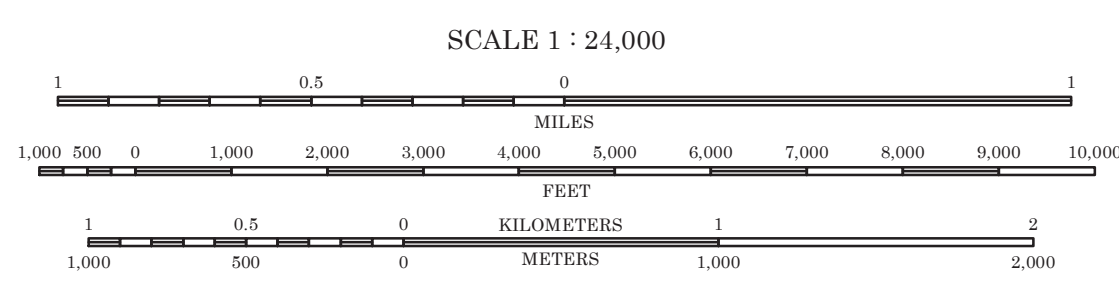 SCALE 1 : 24,000
1 0.5 0 1
MILES
1,000 500 0 1,000 2,000 3,000 4,000 5,000 6,000 7,000 8,000 9,000 10,000
FEET
1 0.5 0 KILOMETERS 1 2
1,000 500 0 METERS 1,000 2,000